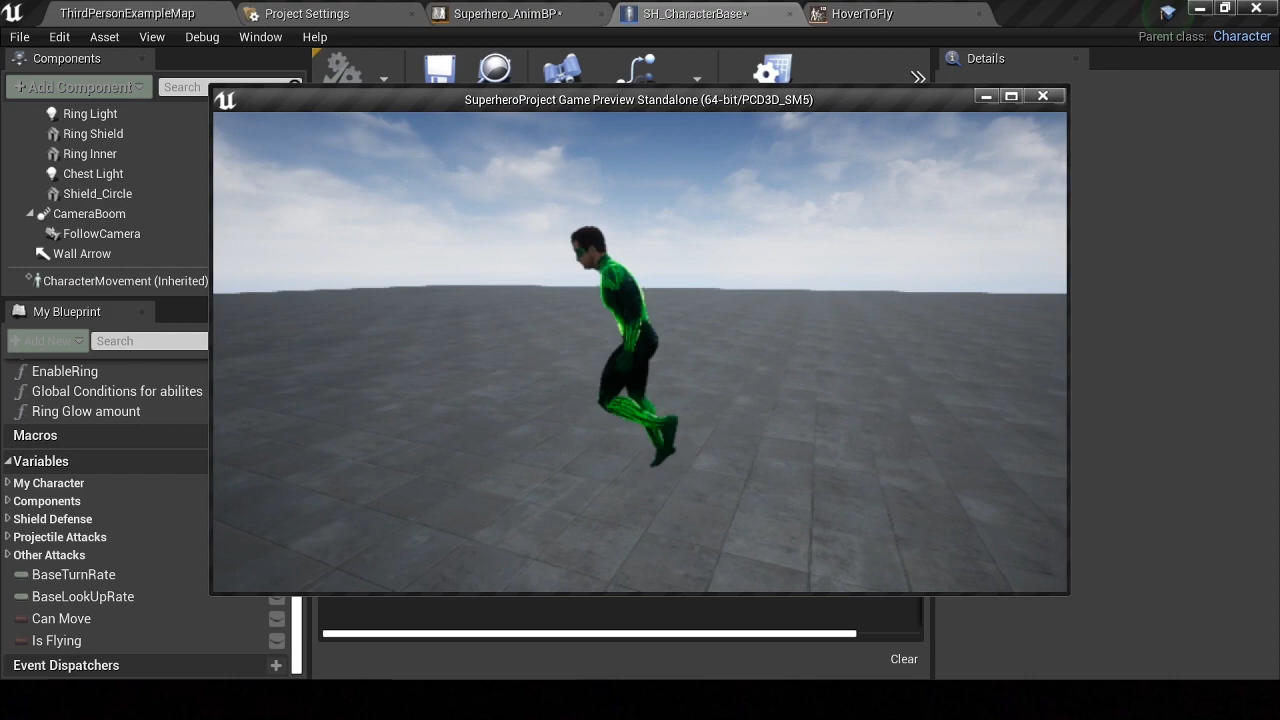 ThirdPersonExampleMap
Project Settings
Superhero_AnimBP*
SH_CharacterBase*
HoverToFly
File Edit Asset View Debug Window Help
Parent class: Character
Components
Details
+Add Component
Search
SuperheroProject Game Preview Standalone (64-bit/PCD3D_SM5)
Ring Light
Ring Shield
Ring Inner
Chest Light
Shield_Circle
CameraBoom
FollowCamera
Wall Arrow
CharacterMovement (Inherited)
My Blueprint
+ Add New
Search
EnableRing
Global Conditions for abilites
Ring Glow amount
Macros
Variables
My Character
Components
Shield Defense
Projectile Attacks
Other Attacks
BaseTurnRate
BaseLookUpRate
Can Move
Is Flying
Event Dispatchers
Clear